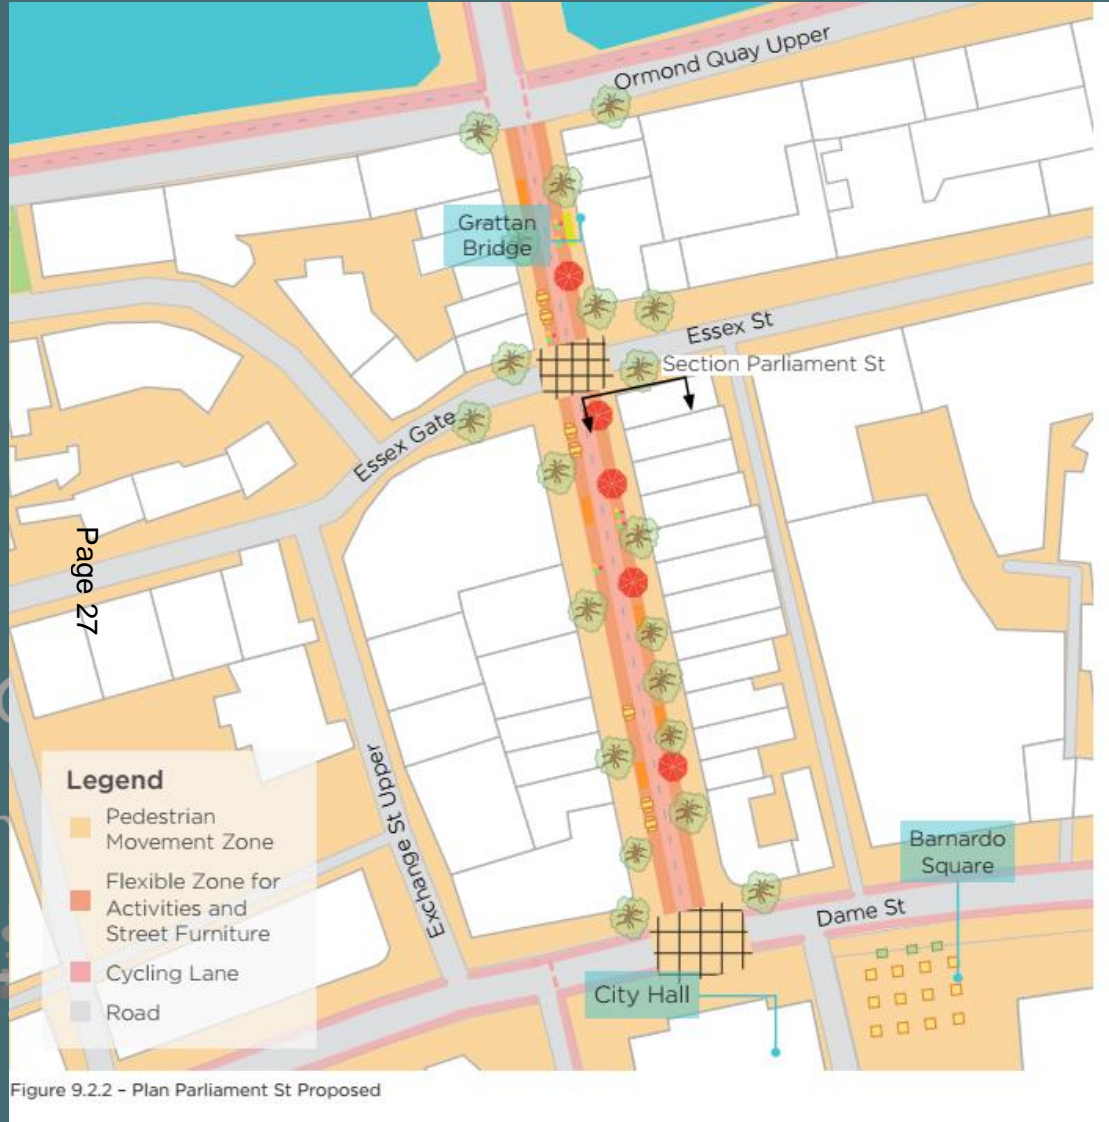 Ormond Quay Upper
Grattan
Bridge
Essex St
Section Parliament St
Essex Gate
Page 27
Exchange St Upper
Legend
Pedestrian
Movement Zone
Flexible Zone for
Activities and
Street Furniture
Cycling Lane
Road
Barnardo
Square
Dame St
City Hall
Figure 9.2.2 – Plan Parliament St Proposed